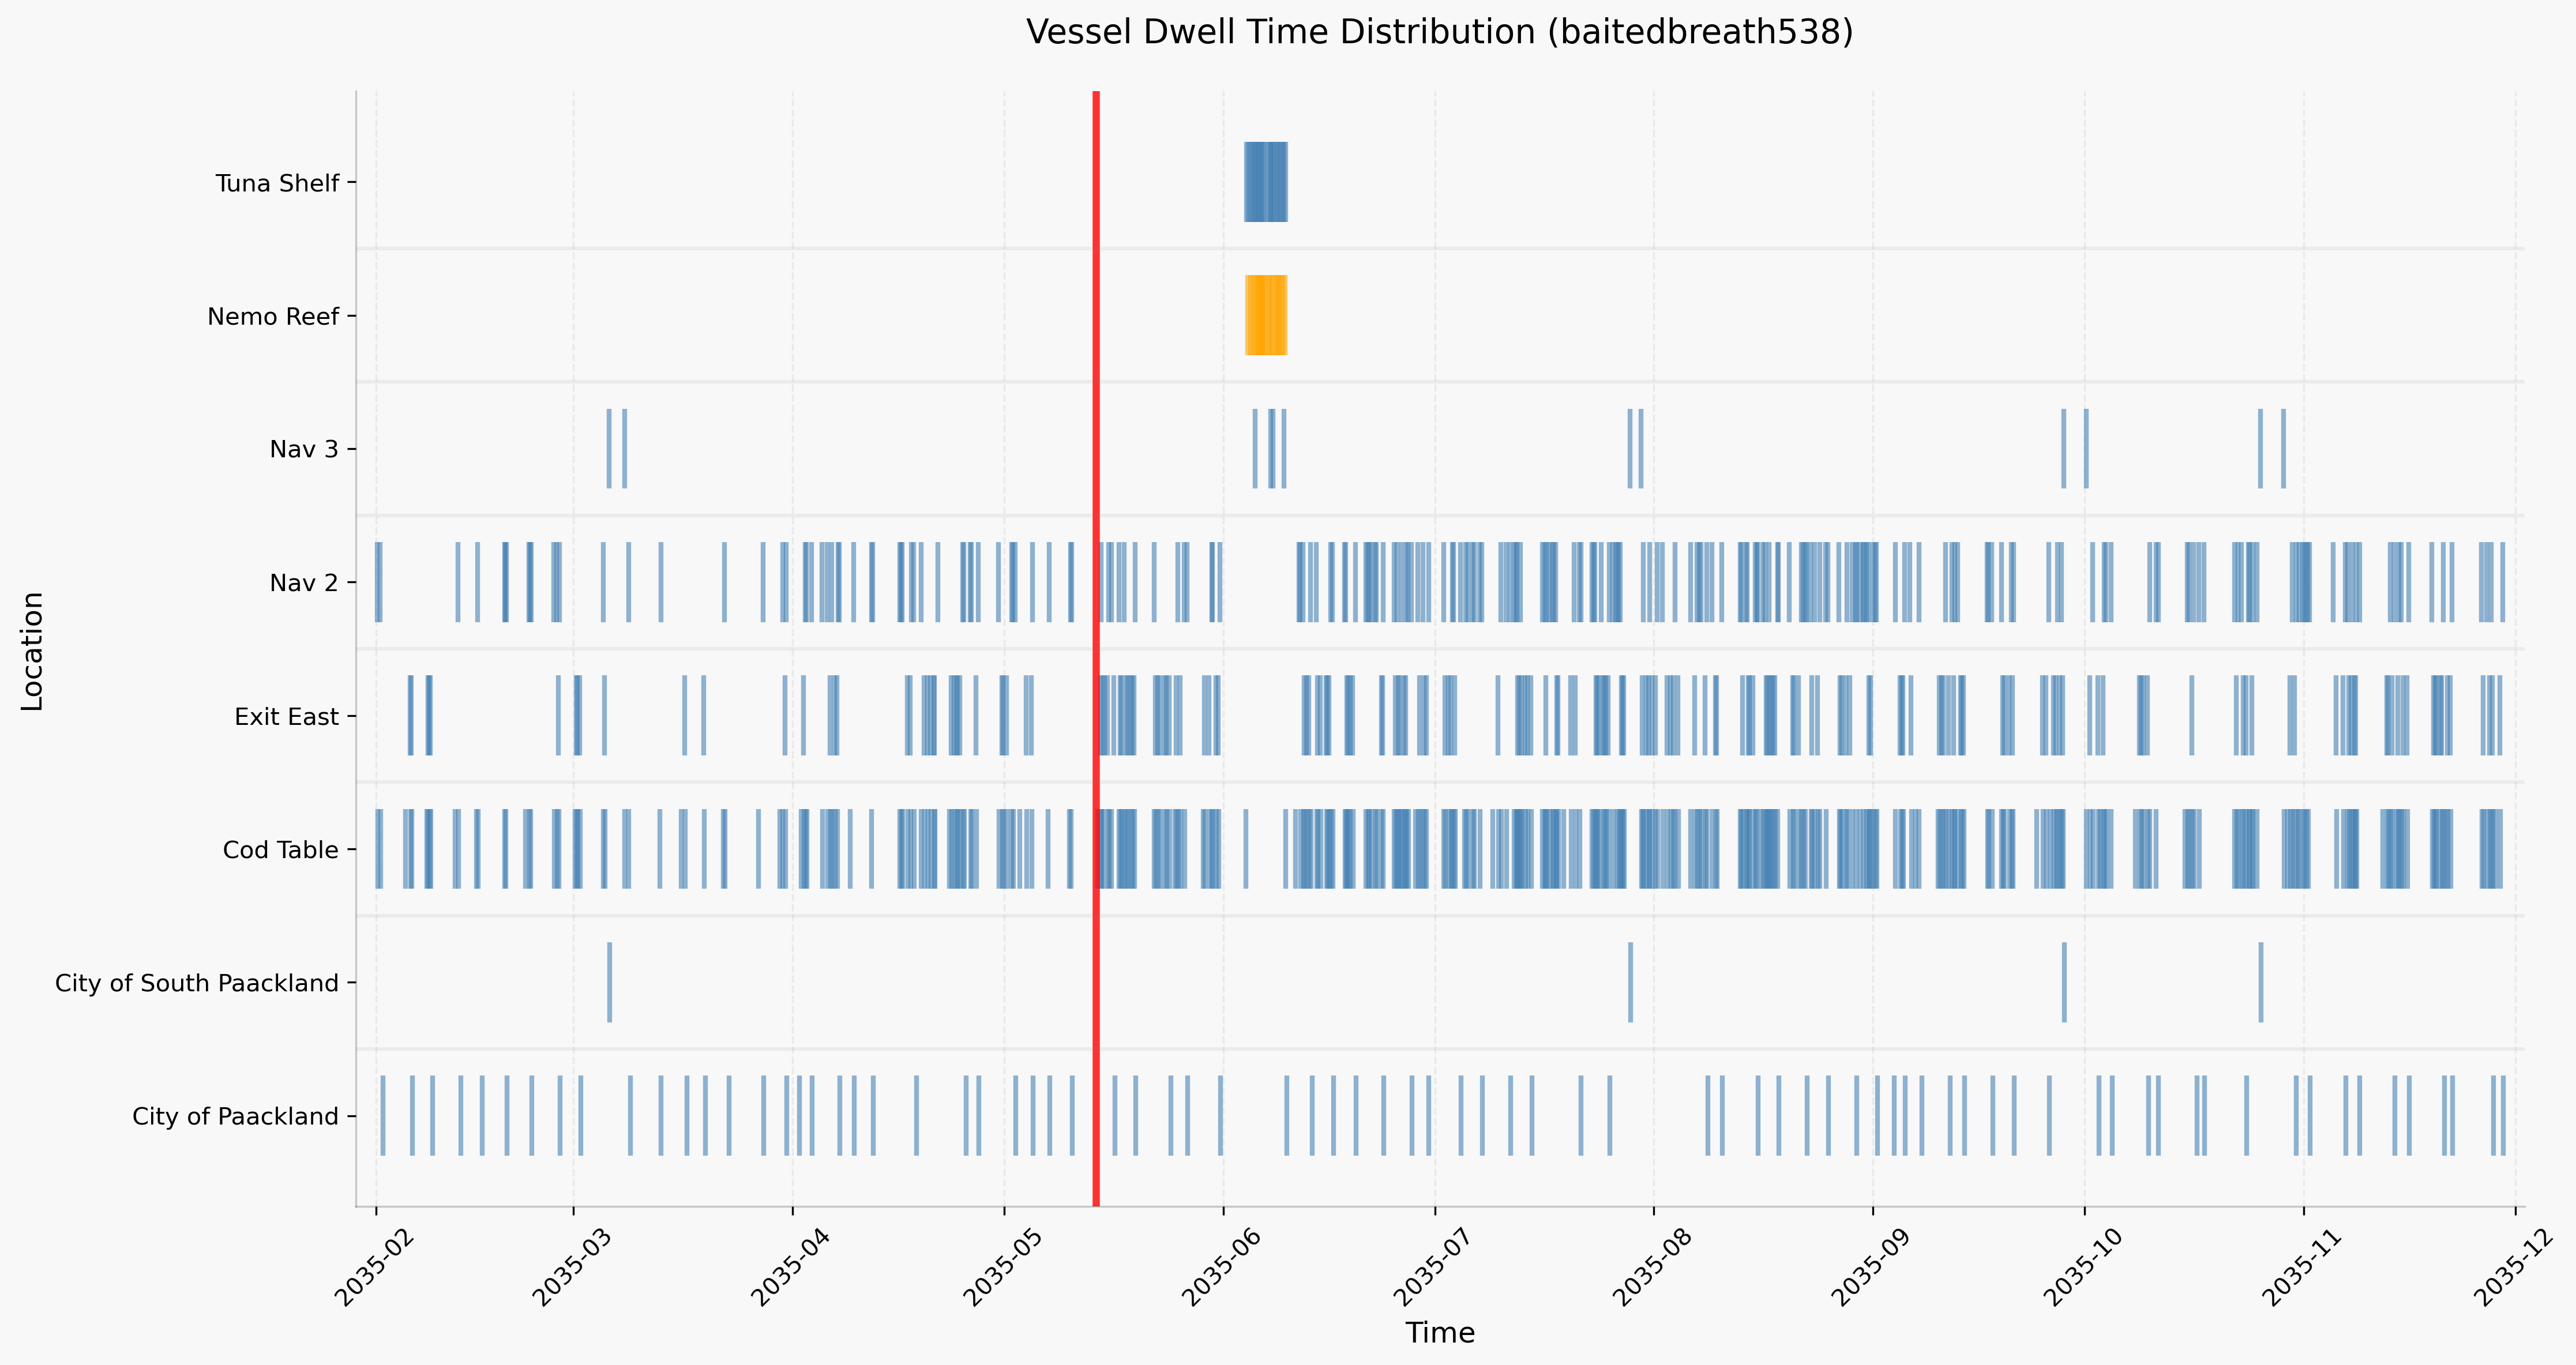 Vessel Dwell Time Distribution (baitedbreath538)
Location
Tuna Shelf
Nemo Reef
Nav 3
Nav 2
Exit East
Cod Table
City of South Paackland
City of Paackland
2035-02
2035-03
2035-04
2035-05
2035-06
2035-07
2035-08
2035-09
2035-10
2035-11
2035-12
Time